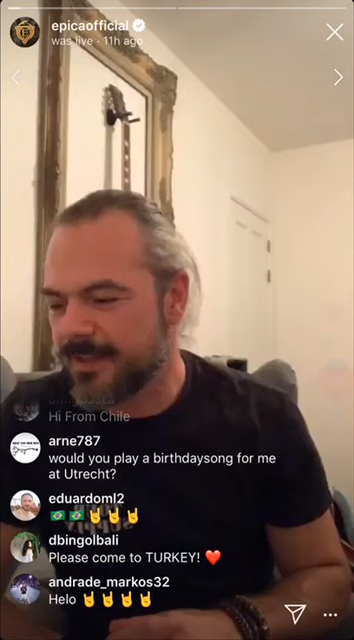 epicaofficial
was live · 11h ago
Hi From Chile
arne787
would you play a birthdaysong for me
at Utrecht?
eduardoml2
🇧🇷 🇧🇷 🤘 🤘 🤘
dbingolbali
Please come to TURKEY! ❤️
andrade_markos32
Helo 🤘 🤘 🤘 🤘